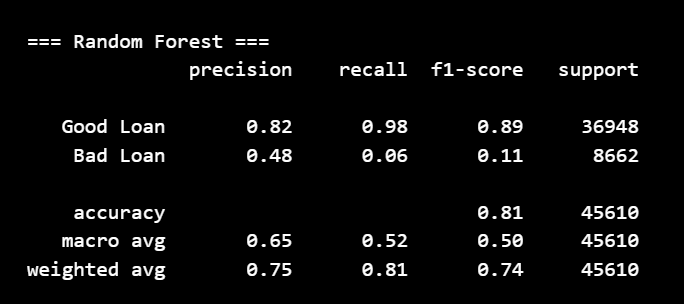 === Random Forest ===
precision recall f1-score support
Good Loan 0.82 0.98 0.89 36948
Bad Loan 0.48 0.06 0.11 8662
accuracy 0.81 45610
macro avg 0.65 0.52 0.50 45610
weighted avg 0.75 0.81 0.74 45610